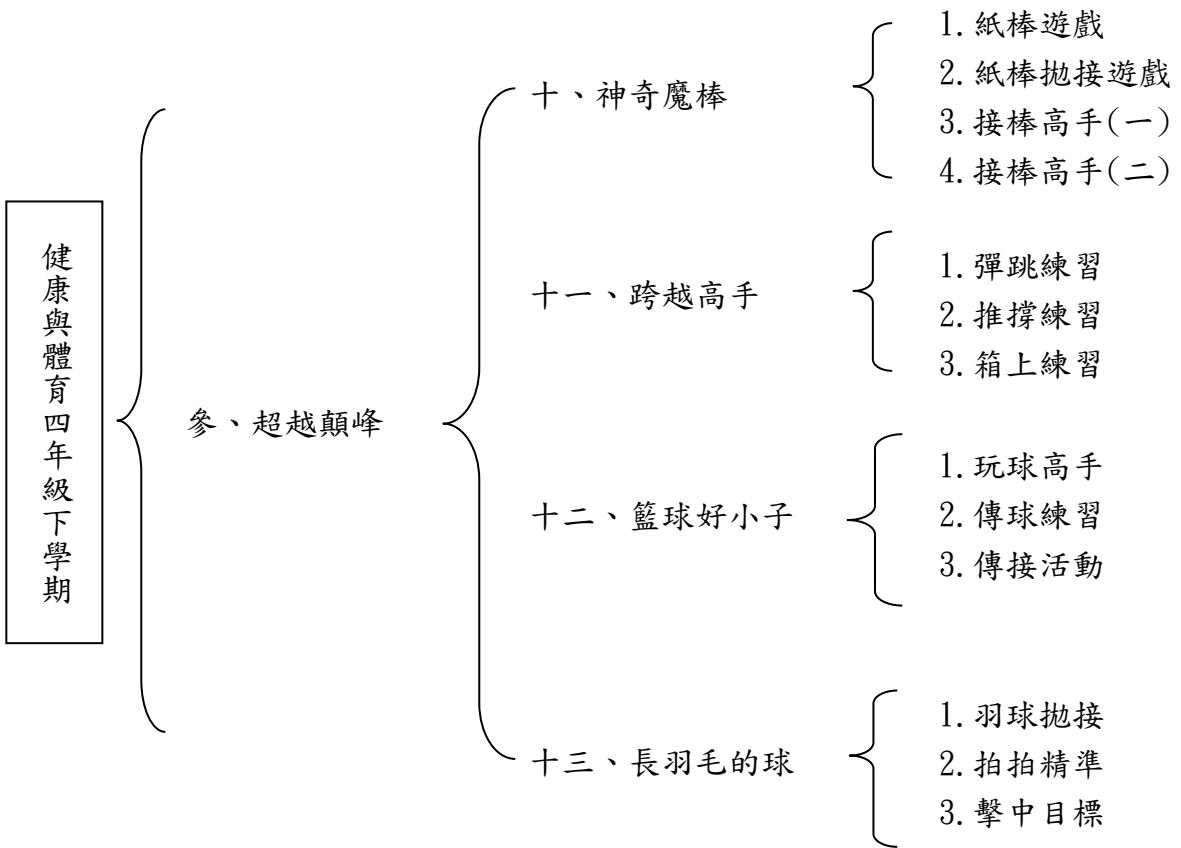 健康與體育四年級下學期
參、超越顛峰
十、神奇魔棒
1.紙棒遊戲
2.紙棒拋接遊戲
3.接棒高手(一)
4.接棒高手(二)
十一、跨越高手
1.彈跳練習
2.推撐練習
3.箱上練習
十二、籃球好小子
1.玩球高手
2.傳球練習
3.傳接活動
十三、長羽毛的球
1.羽球拋接
2.拍拍精準
3.擊中目標